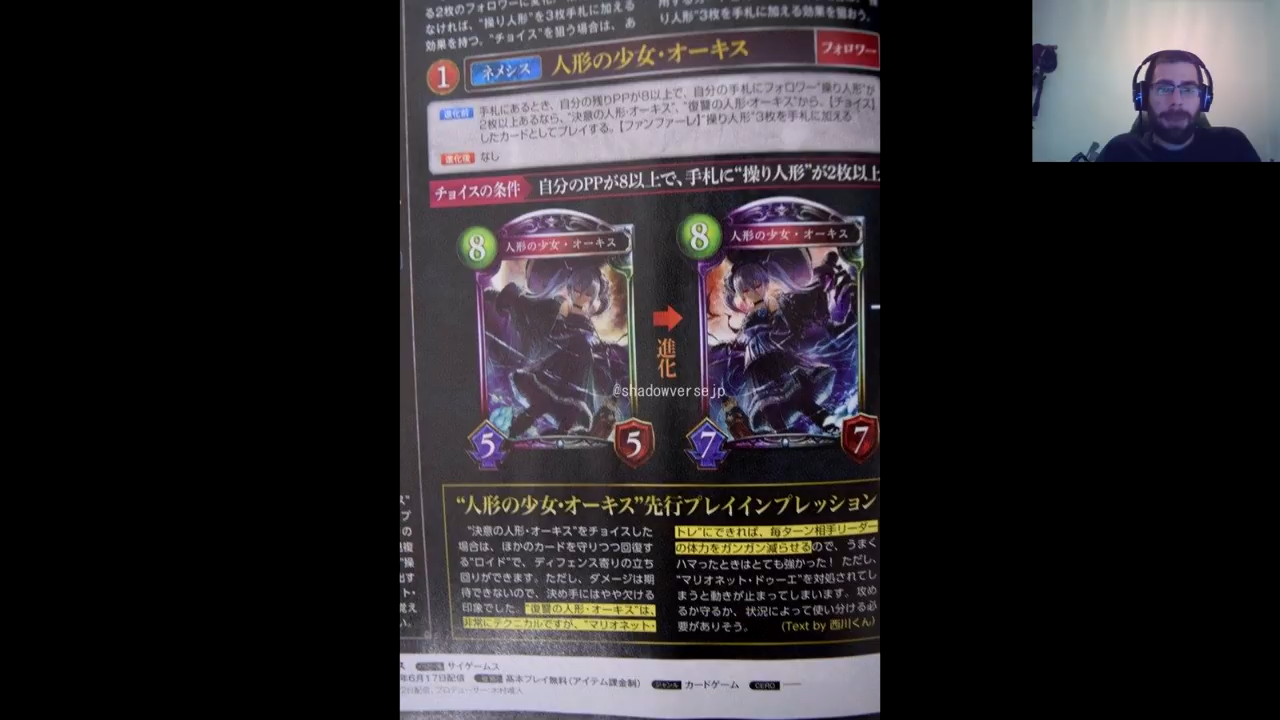 る2枚のフォロワーに変化
なければ、“操り人形”を3枚手札に加える
効果を持つ。“チョイス”を狙う場合は、あ
り人形”3枚を手札に加える効果を狙おう。
1 ネメシス 人形の少女・オーキス フォロワー
進化前 手札にあるとき、自分の残りPPが8以上で、自分の手札にフォロワー“操り人形”が
2枚以上あるなら、“決意の人形・オーキス”、“復讐の人形・オーキス”から、【チョイス】
したカードとしてプレイする。【ファンファーレ】“操り人形”3枚を手札に加える
進化後 なし
チョイスの条件 自分のPPが8以上で、手札に“操り人形”が2枚以上
8 人形の少女・オーキス
5 5
進化
8 人形の少女・オーキス
7 7
@shadowversejp
“人形の少女・オーキス”先行プレイインプレッション
“決意の人形・オーキス”をチョイスした
場合は、ほかのカードを守りつつ回復す
る“ロイド”で、ディフェンス寄りの立ち
回りができます。ただし、ダメージは期
待できないので、決め手にはやや欠ける
印象でした。“復讐の人形・オーキス”は、
非常にテクニカルですが、“マリオネット・
トレ”にできれば、毎ターン相手リーダー
の体力をガンガン減らせるので、うまく
ハマったときはとても強かった！ ただし、
“マリオネット・ドゥーエ”を対処されてし
まうと動きが止まってしまいます。攻め
るか守るか、状況によって使い分ける必
要がありそう。 (Text by 西川くん)
サイゲームス
年6月17日配信 基本プレイ無料(アイテム課金制) ジャンル カードゲーム CERO